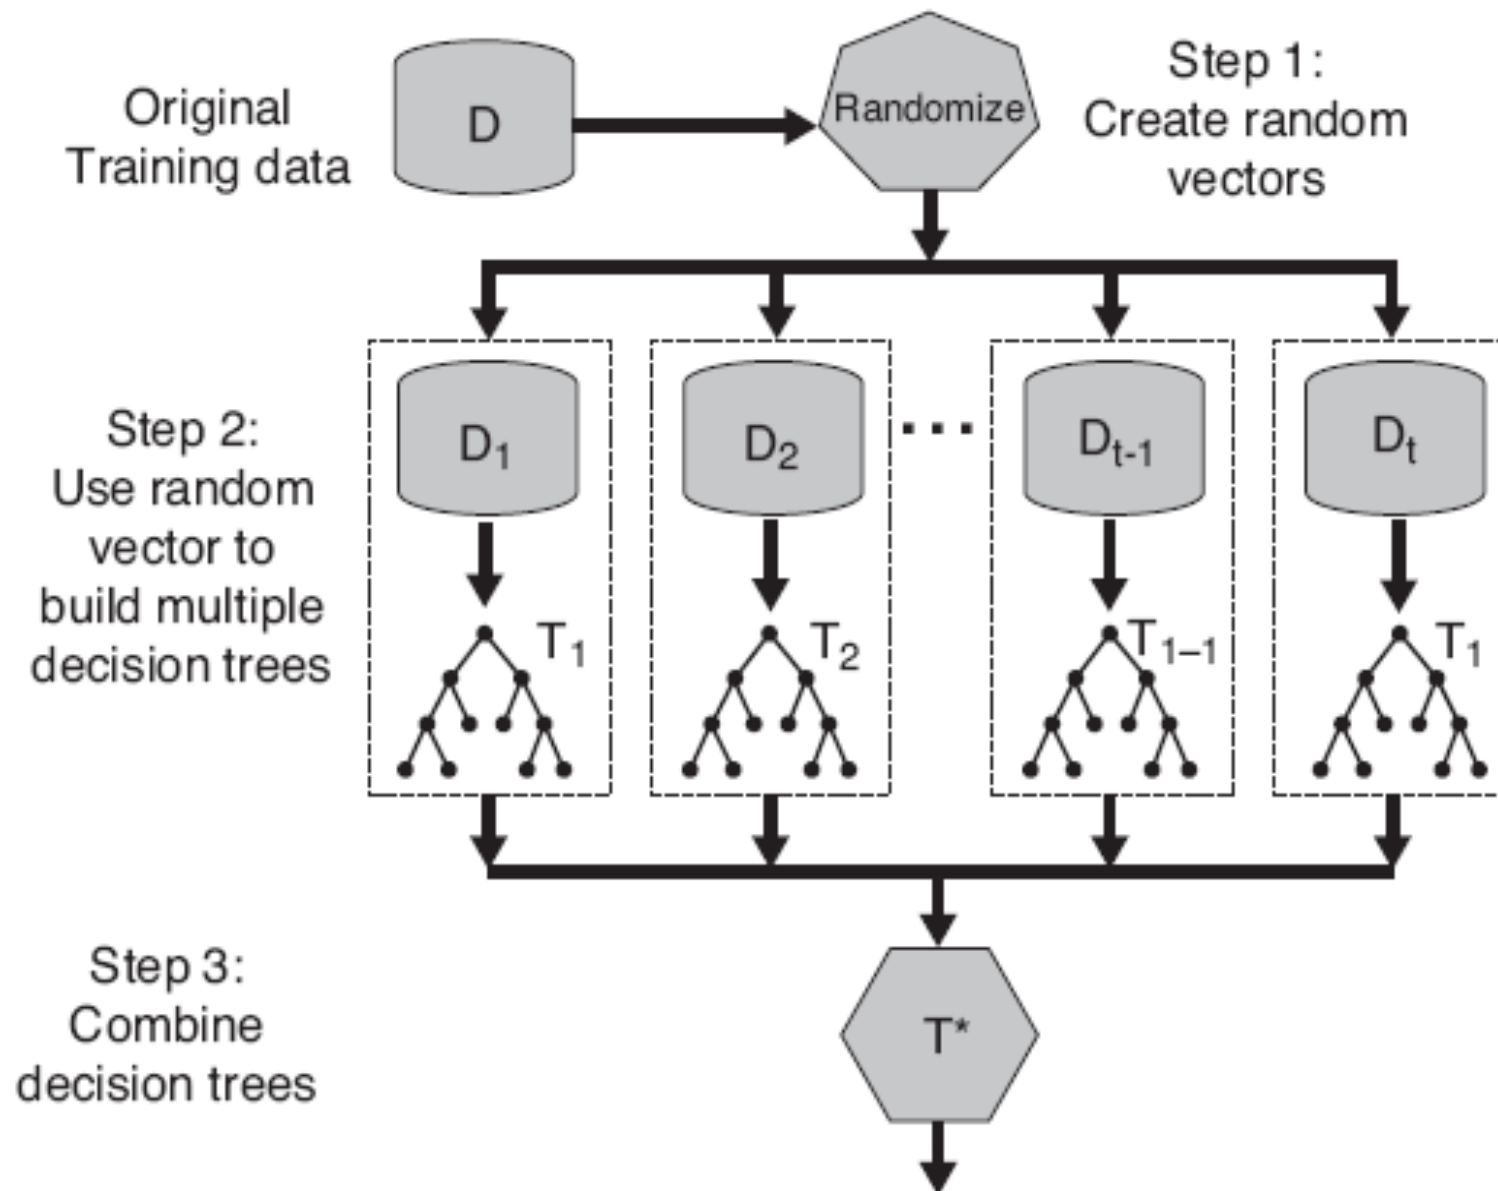 Original
Training data
D
Randomize
Step 1:
Create random
vectors
Step 2:
Use random
vector to
build multiple
decision trees
D₁
D₂
...
Dₜ₋₁
Dₜ
T₁
T₂
T₁₋₁
T₁
Step 3:
Combine
decision trees
T*